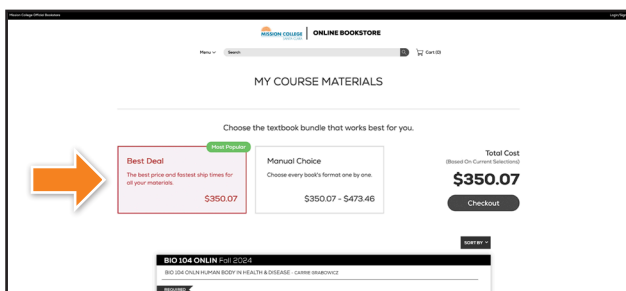 Mission College Official Bookstore
Login/Sign
MISSION COLLEGE
ONLINE BOOKSTORE
Menu
Search
Cart (0)
MY COURSE MATERIALS
Choose the textbook bundle that works best for you.
Most Popular
Best Deal
The best price and fastest ship times for
all your materials.
$350.07
Manual Choice
Choose every book's format one by one.
$350.07 - $473.46
Total Cost
(Based On Current Selections)
$350.07
Checkout
SORT BY
BIO 104 ONLIN Fall 2024
BIO 104 ONLN HUMAN BODY IN HEALTH & DISEASE - CARRIE GRABOWICZ
REQUIRED